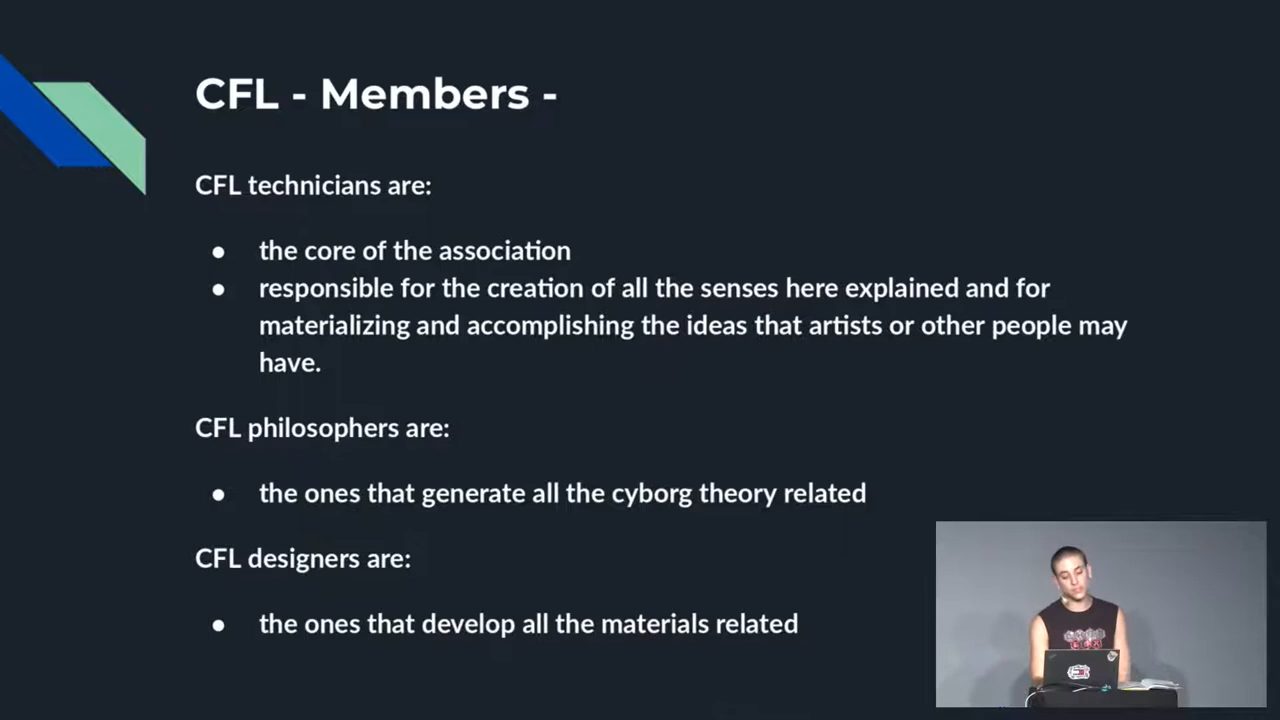 CFL - Members -
CFL technicians are:
● the core of the association
● responsible for the creation of all the senses here explained and for
materializing and accomplishing the ideas that artists or other people may
have.
CFL philosophers are:
● the ones that generate all the cyborg theory related
CFL designers are:
● the ones that develop all the materials related